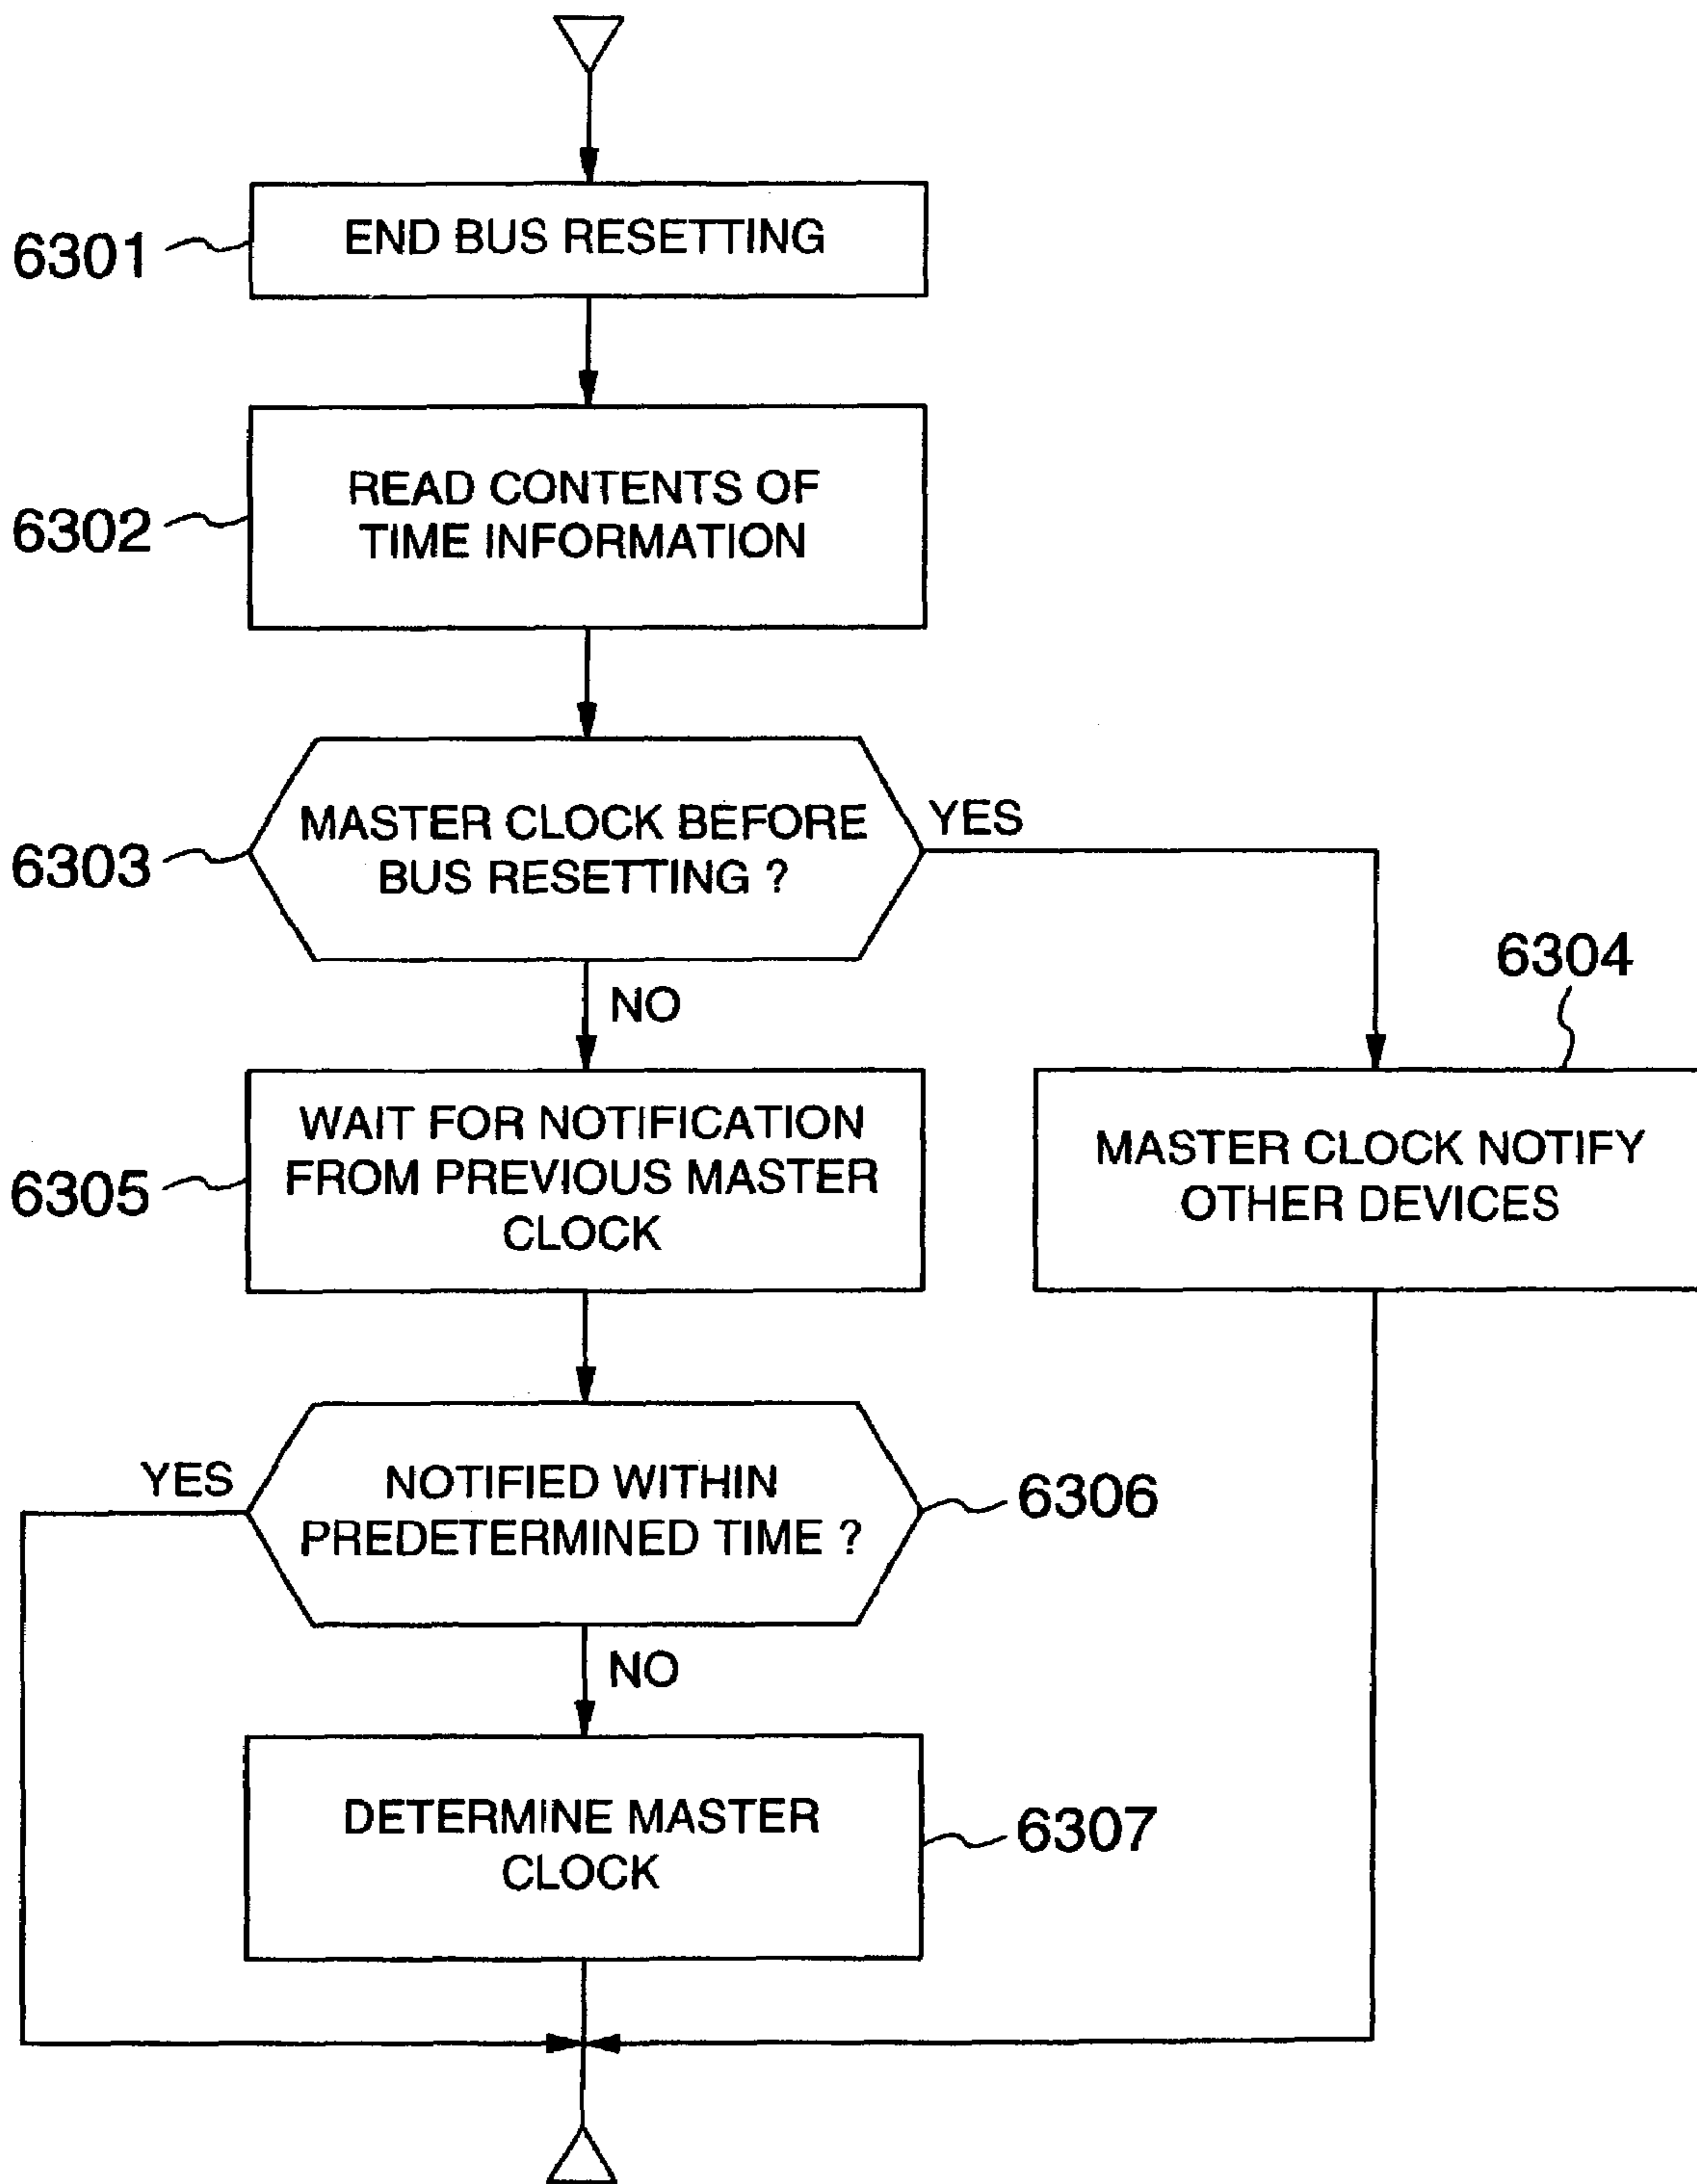 6301
END BUS RESETTING
6302
READ CONTENTS OF
TIME INFORMATION
6303
MASTER CLOCK BEFORE
BUS RESETTING ?
YES
NO
6304
MASTER CLOCK NOTIFY
OTHER DEVICES
6305
WAIT FOR NOTIFICATION
FROM PREVIOUS MASTER
CLOCK
YES
NOTIFIED WITHIN
PREDETERMINED TIME ?
6306
NO
DETERMINE MASTER
CLOCK
6307